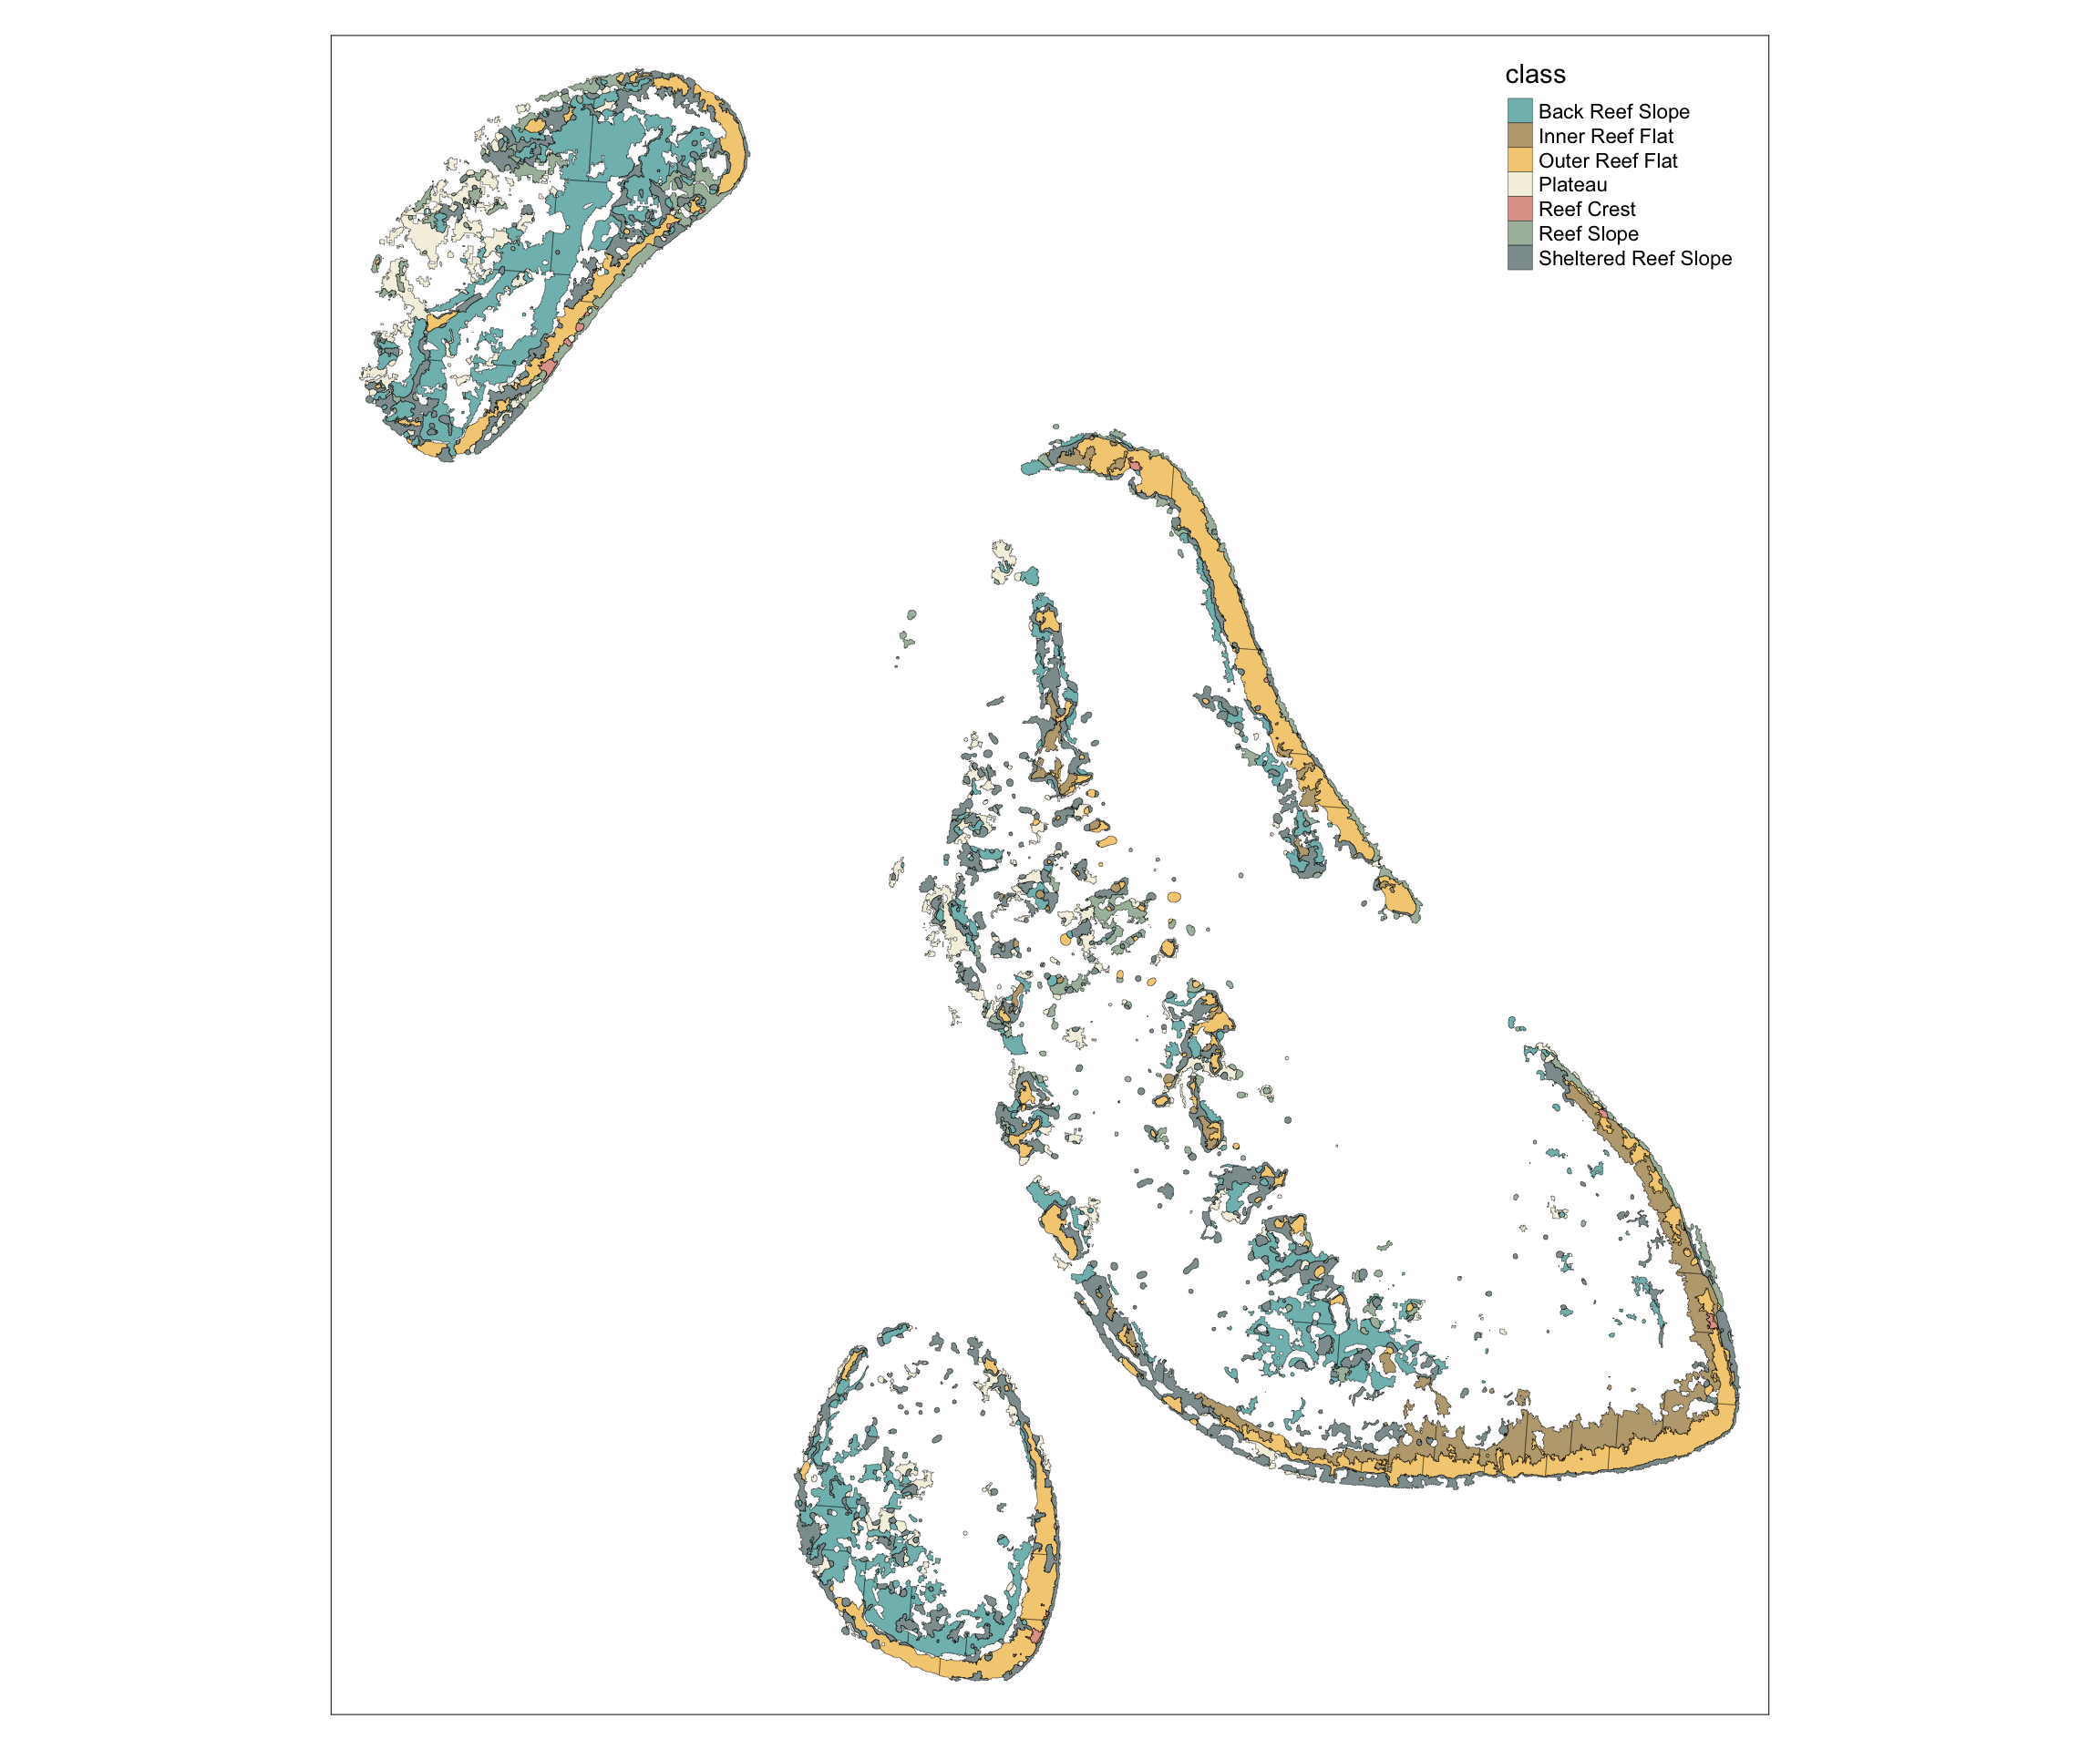 class
Back Reef Slope
Inner Reef Flat
Outer Reef Flat
Plateau
Reef Crest
Reef Slope
Sheltered Reef Slope